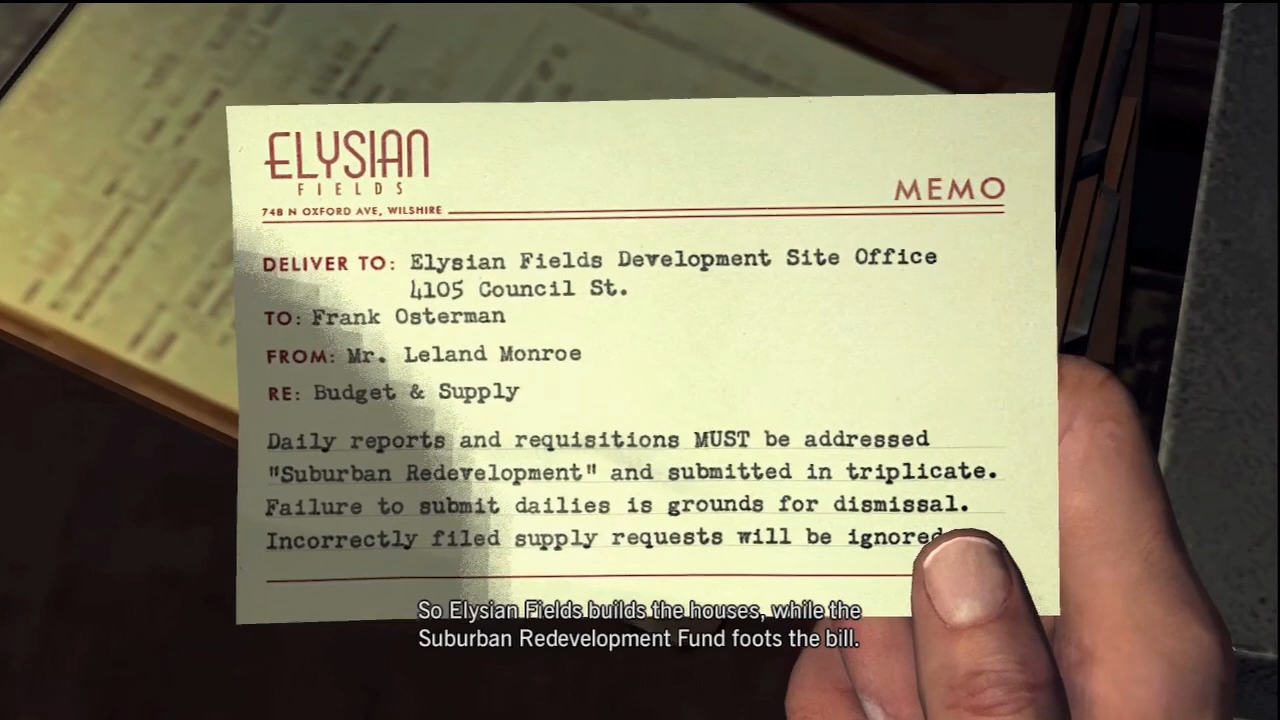 ELYSIAN
FIELDS
748 N OXFORD AVE, WILSHIRE
MEMO
DELIVER TO: Elysian Fields Development Site Office
4105 Council St.
TO: Frank Osterman
FROM: Mr. Leland Monroe
RE: Budget & Supply
Daily reports and requisitions MUST be addressed
"Suburban Redevelopment" and submitted in triplicate.
Failure to submit dailies is grounds for dismissal.
Incorrectly filed supply requests will be ignored
So Elysian Fields builds the houses, while the
Suburban Redevelopment Fund foots the bill.